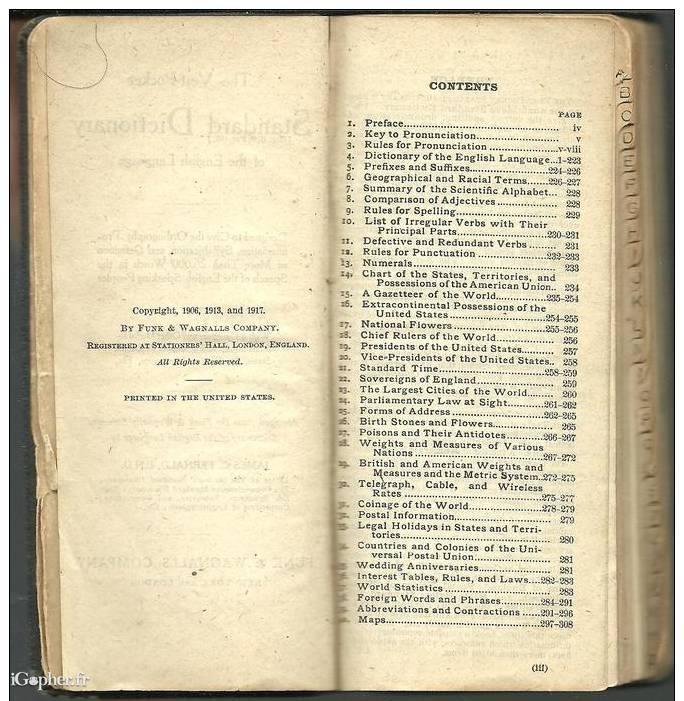 Copyright, 1906, 1913, and 1917.
By Funk & Wagnalls Company.
Registered at Stationers' Hall, London, England.
All Rights Reserved.
PRINTED IN THE UNITED STATES.
CONTENTS
PAGE
1. Preface............iv
2. Key to Pronunciation............v
3. Rules for Pronunciation............v-viii
4. Dictionary of the English Language...1-223
5. Prefixes and Suffixes............224-226
6. Geographical and Racial Terms......226-227
7. Summary of the Scientific Alphabet... 228
8. Comparison of Adjectives............228
9. Rules for Spelling............229
10. List of Irregular Verbs with Their
Principal Parts............230-231
11. Defective and Redundant Verbs........ 231
12. Rules for Punctuation............232-233
13. Numerals............233
14. Chart of the States, Territories, and
Possessions of the American Union.. 234
15. A Gazetteer of the World............235-254
16. Extracontinental Possessions of the
United States............254-255
17. National Flowers............255-256
18. Chief Rulers of the World............256
19. Presidents of the United States............257
20. Vice-Presidents of the United States.. 258
21. Standard Time............258-259
22. Sovereigns of England............259
23. The Largest Cities of the World........ 260
24. Parliamentary Law at Sight............261-262
25. Forms of Address............262-265
26. Birth Stones and Flowers............265
27. Poisons and Their Antidotes............266-267
28. Weights and Measures of Various
Nations............267-272
29. British and American Weights and
Measures and the Metric System..272-275
30. Telegraph, Cable, and Wireless
Rates............275-277
31. Coinage of the World............278-279
Postal Information............279
Legal Holidays in States and Terri-
tories............280
Countries and Colonies of the Uni-
versal Postal Union............281
Wedding Anniversaries............281
Interest Tables, Rules, and Laws....282-283
World Statistics............283
Foreign Words and Phrases............284-291
Abbreviations and Contractions .....291-296
Maps............297-308
(iii)
iGopher.fr